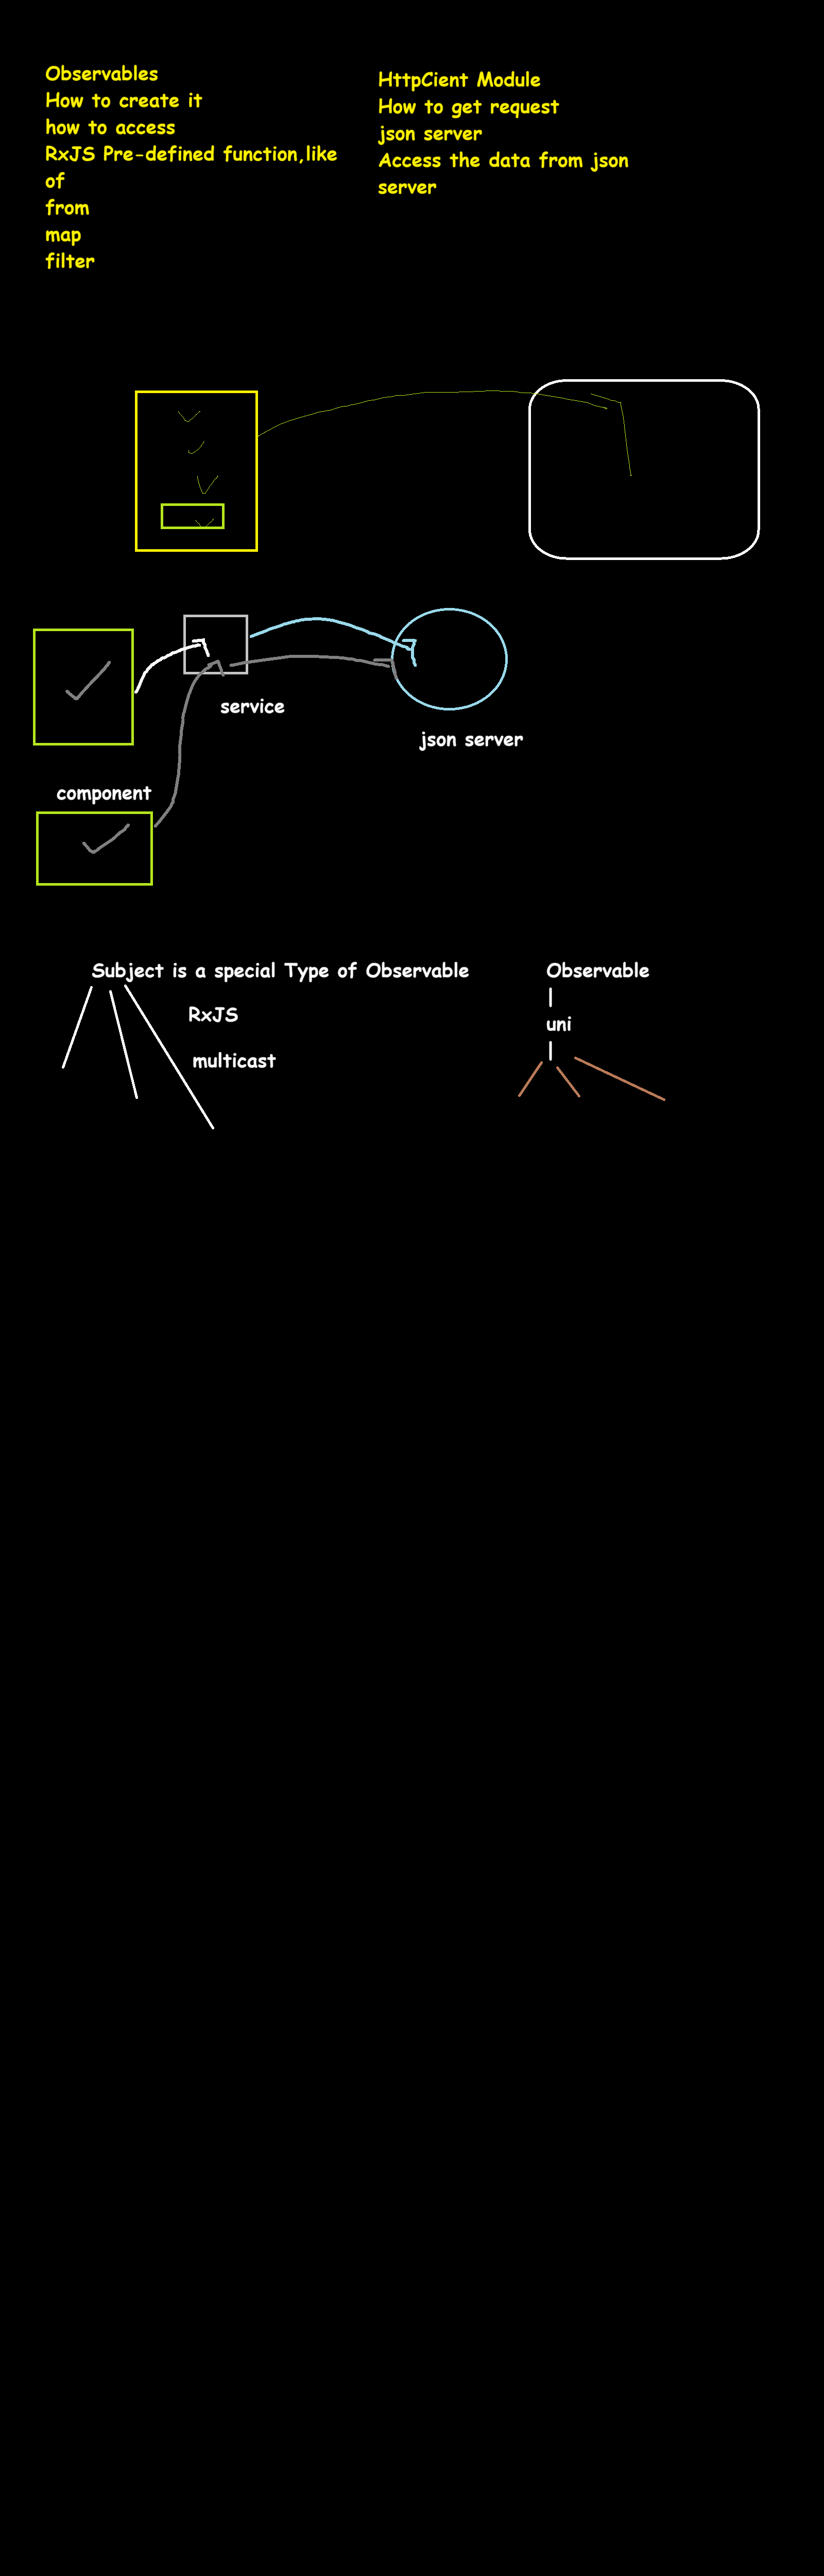 Observables
How to create it
how to access
RxJS Pre-defined function,like
of
from
map
filter
HttpCient Module
How to get request
json server
Access the data from json
server
service
json server
component
Subject is a special Type of Observable
RxJS
multicast
Observable
uni